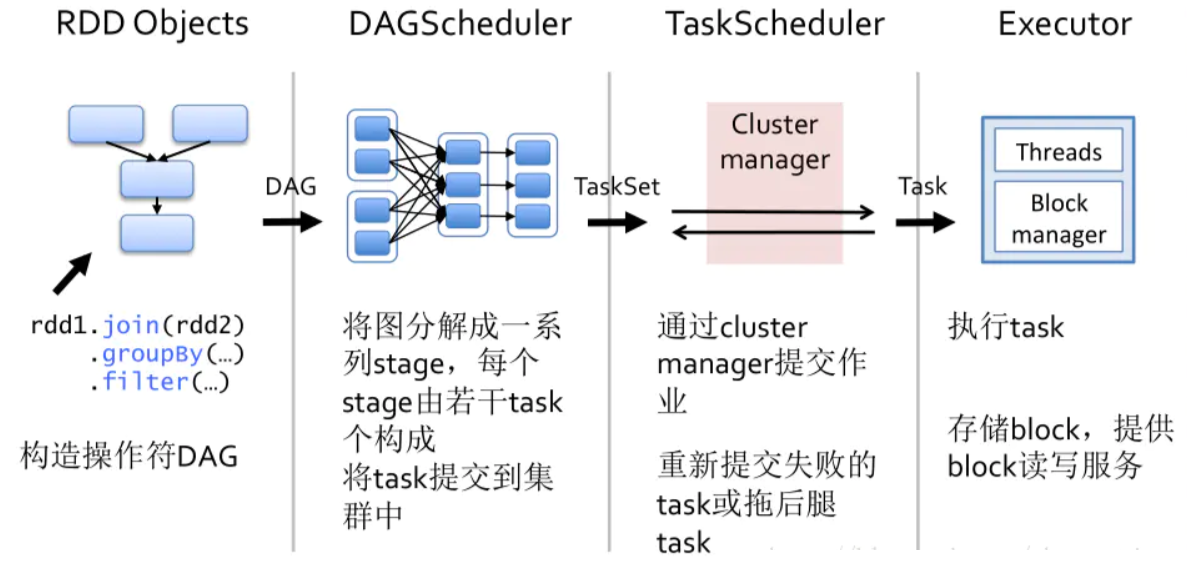 RDD Objects
DAGScheduler
TaskScheduler
Executor
DAG
TaskSet
Cluster
manager
Task
Threads
Block
manager
rdd1.join(rdd2)
.groupBy(…)
.filter(…)
构造操作符DAG
将图分解成一系
列stage，每个
stage由若干task
个构成
将task提交到集
群中
通过cluster
manager提交作
业
重新提交失败的
task或拖后腿
task
执行task
存储block，提供
block读写服务